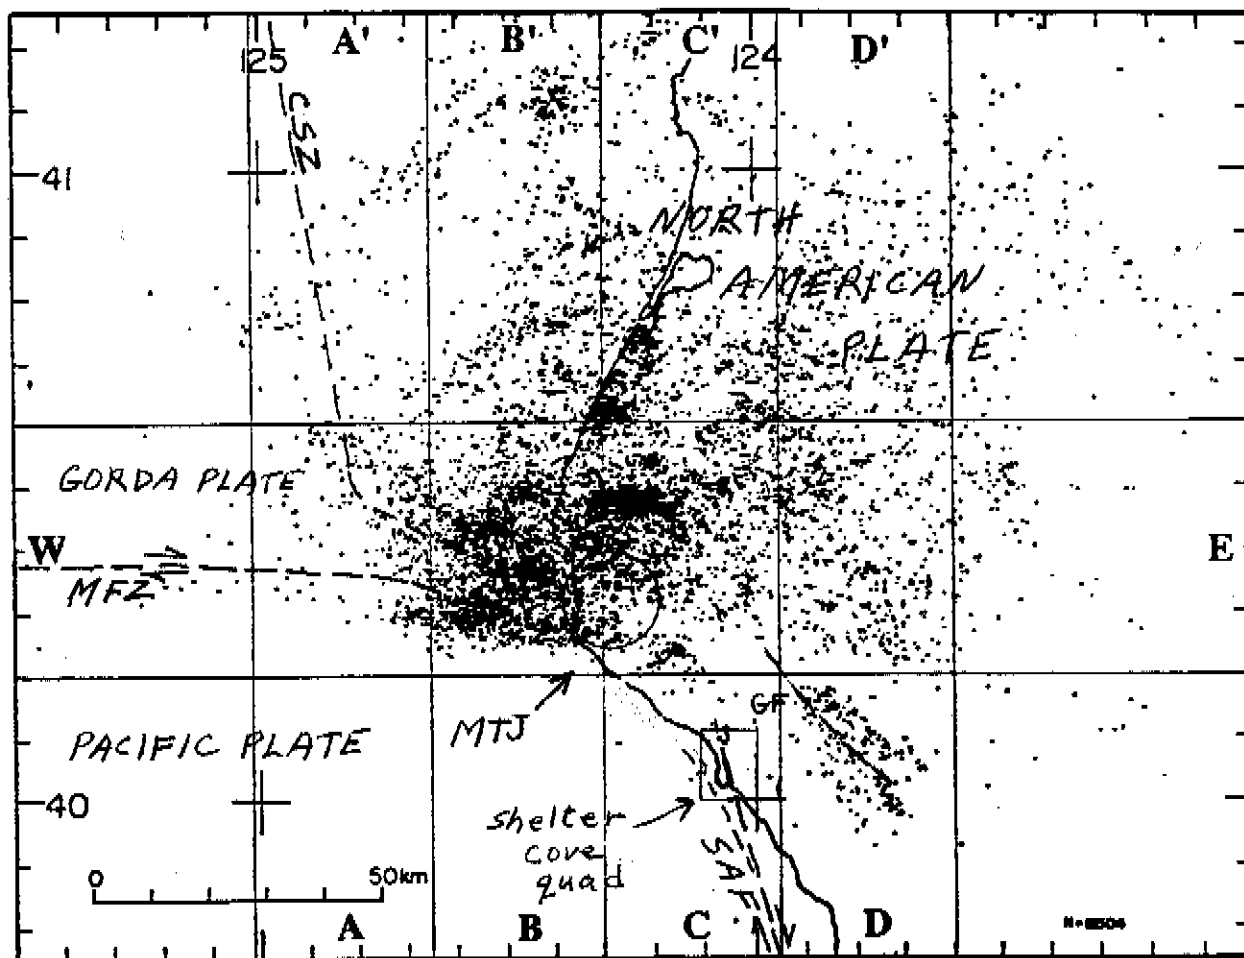 A' B' C' D'
125 124
CSZ
41
NORTH
AMERICAN
PLATE
GORDA PLATE
W E
MFZ
GF
MTJ
PACIFIC PLATE
40
shelter
cove
quad
SAF
0 50km
A B C D